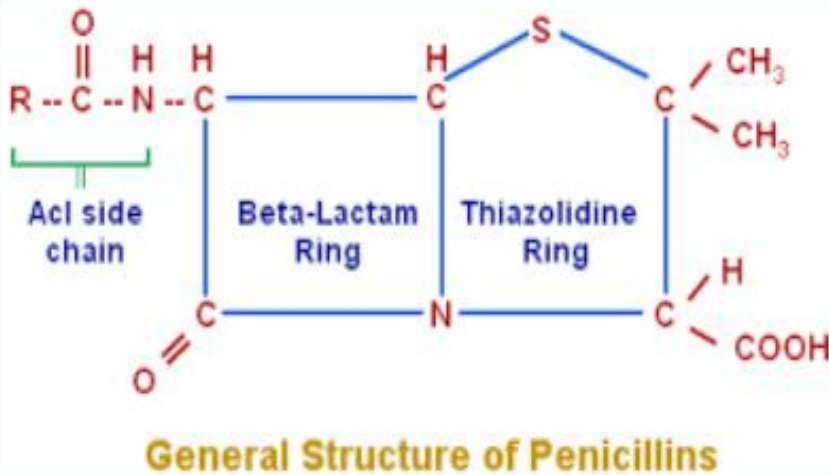 O
H H H S CH₃
R -- C -- N -- C C C
CH₃
Acl side
chain
Beta-Lactam
Ring
Thiazolidine
Ring
H
C N C
COOH
O
General Structure of Penicillins